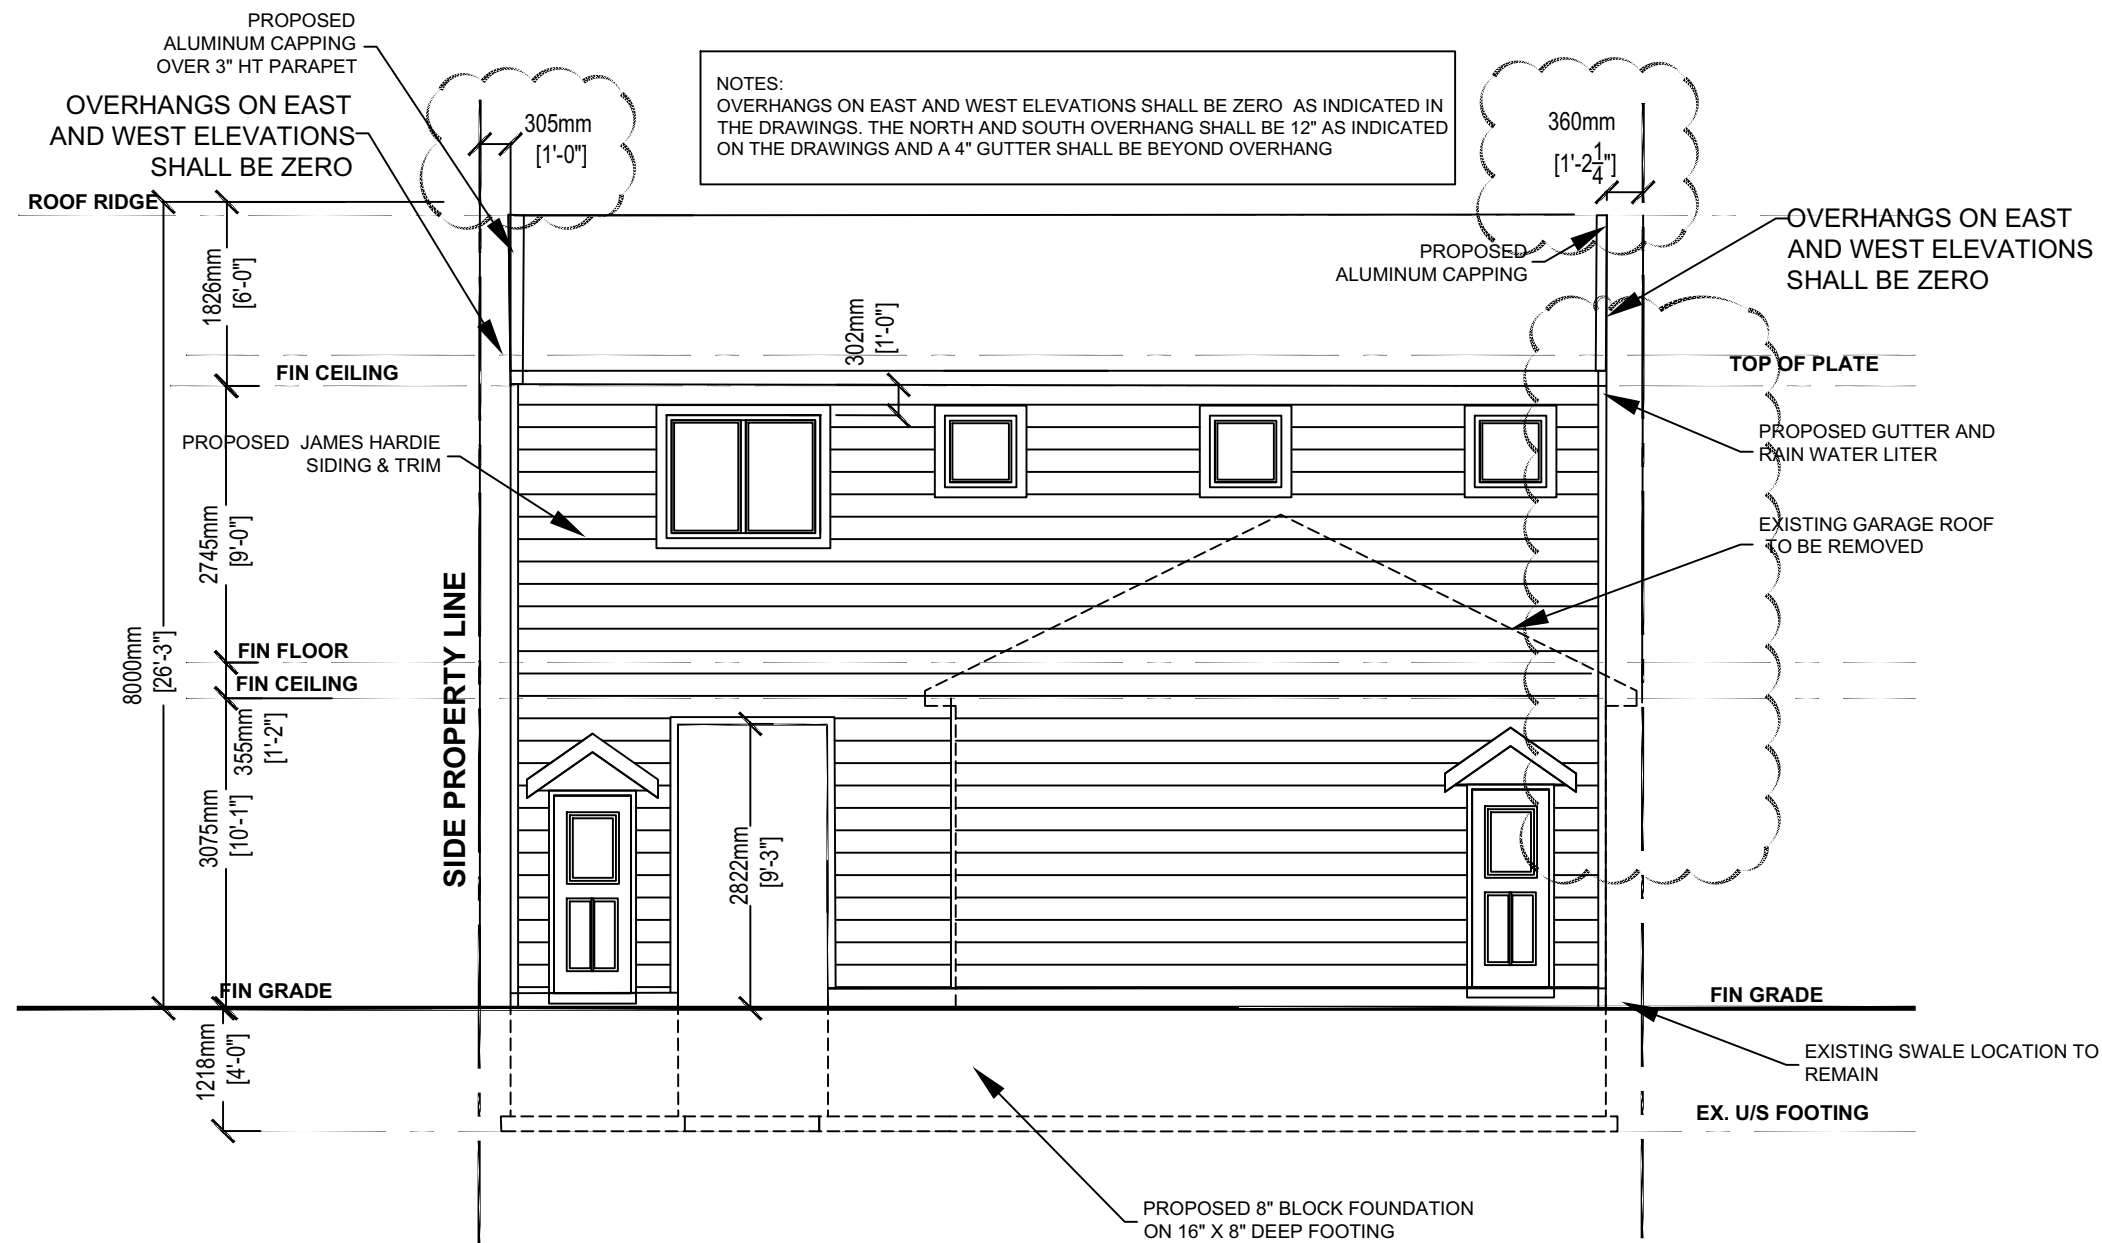 PROPOSED
ALUMINUM CAPPING
OVER 3" HT PARAPET
OVERHANGS ON EAST
AND WEST ELEVATIONS
SHALL BE ZERO
ROOF RIDGE
305mm
[1'-0"]
NOTES:
OVERHANGS ON EAST AND WEST ELEVATIONS SHALL BE ZERO AS INDICATED IN
THE DRAWINGS. THE NORTH AND SOUTH OVERHANG SHALL BE 12" AS INDICATED
ON THE DRAWINGS AND A 4" GUTTER SHALL BE BEYOND OVERHANG
360mm
[1'-2 1/4"]
PROPOSED
ALUMINUM CAPPING
OVERHANGS ON EAST
AND WEST ELEVATIONS
SHALL BE ZERO
1826mm
[6'-0"]
302mm
[1'-0"]
FIN CEILING
TOP OF PLATE
PROPOSED JAMES HARDIE
SIDING & TRIM
PROPOSED GUTTER AND
RAIN WATER LITER
2745mm
[9'-0"]
EXISTING GARAGE ROOF
TO BE REMOVED
8000mm
[26'-3"]
FIN FLOOR
FIN CEILING
355mm
[1'-2"]
SIDE PROPERTY LINE
3075mm
[10'-1"]
2822mm
[9'-3"]
FIN GRADE
FIN GRADE
1218mm
[4'-0"]
EXISTING SWALE LOCATION TO
REMAIN
EX. U/S FOOTING
PROPOSED 8" BLOCK FOUNDATION
ON 16" X 8" DEEP FOOTING